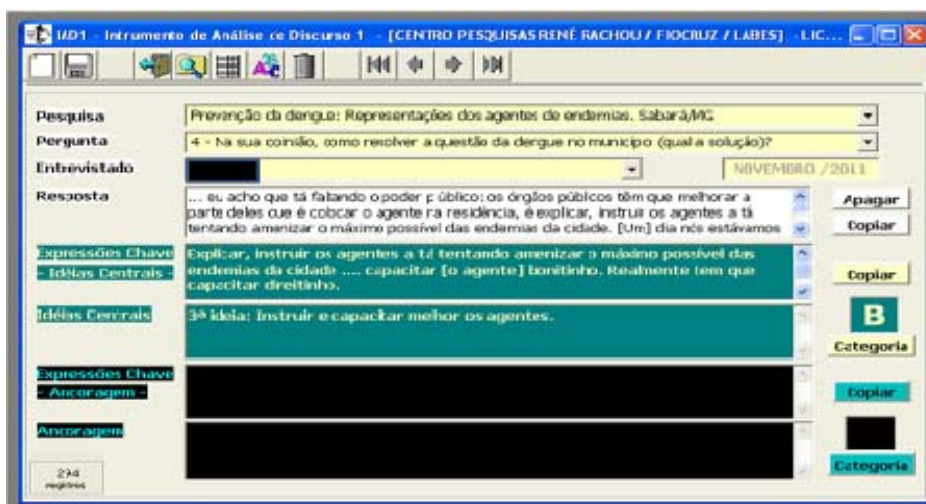 IAD1 - Intrumento de Análise de Discurso 1 - [CENTRO PESQUISAS RENÉ RACHOU / FIOCRUZ / LABES] -LIC...
Pesquisa
Prevenção da dengue: Representações dos agentes de endemias. Sabará/MG
Pergunta
4 - Na sua opinião, como resolver a questão da dengue no município (qual a solução)?
Entrevistado
NOVEMBRO /2011
Resposta
... eu acho que tá faltando o poder público: os órgãos públicos têm que melhorar a
parte deles que é colocar o agente na residência, é explicar, instruir os agentes a tá
tentando amenizar o máximo possível das endemias da cidade. [Um] dia nós estávamos
Apagar
Copiar
Expressões Chave
- Idéias Centrais -
Explicar, instruir os agentes a tá tentando amenizar o máximo possível das
endemias da cidade .... capacitar [o agente] bonitinho. Realmente tem que
capacitar direitinho.
Copiar
Idéias Centrais
3ª ideia: Instruir e capacitar melhor os agentes.
B
Categoria
Expressões Chave
- Ancoragem -
Copiar
Ancoragem
Categoria
294
registros